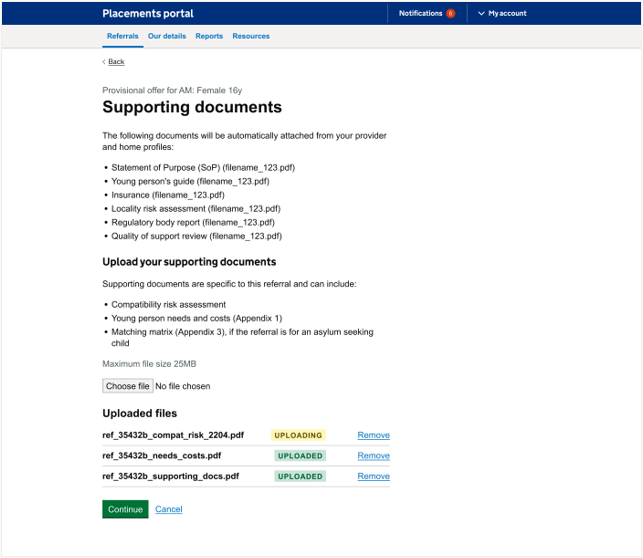 Placements portal
Notifications 6
My account
Referrals Our details Reports Resources
Back
Provisional offer for AM: Female 16y
Supporting documents
The following documents will be automatically attached from your provider
and home profiles:
• Statement of Purpose (SoP) (filename_123.pdf)
• Young person's guide (filename_123.pdf)
• Insurance (filename_123.pdf)
• Locality risk assessment (filename_123.pdf)
• Regulatory body report (filename_123.pdf)
• Quality of support review (filename_123.pdf)
Upload your supporting documents
Supporting documents are specific to this referral and can include:
• Compatibility risk assessment
• Young person needs and costs (Appendix 1)
• Matching matrix (Appendix 3), if the referral is for an asylum seeking
child
Maximum file size 25MB
Choose file No file chosen
Uploaded files
ref_35432b_compat_risk_2204.pdf UPLOADING Remove
ref_35432b_needs_costs.pdf UPLOADED Remove
ref_35432b_supporting_docs.pdf UPLOADED Remove
Continue Cancel